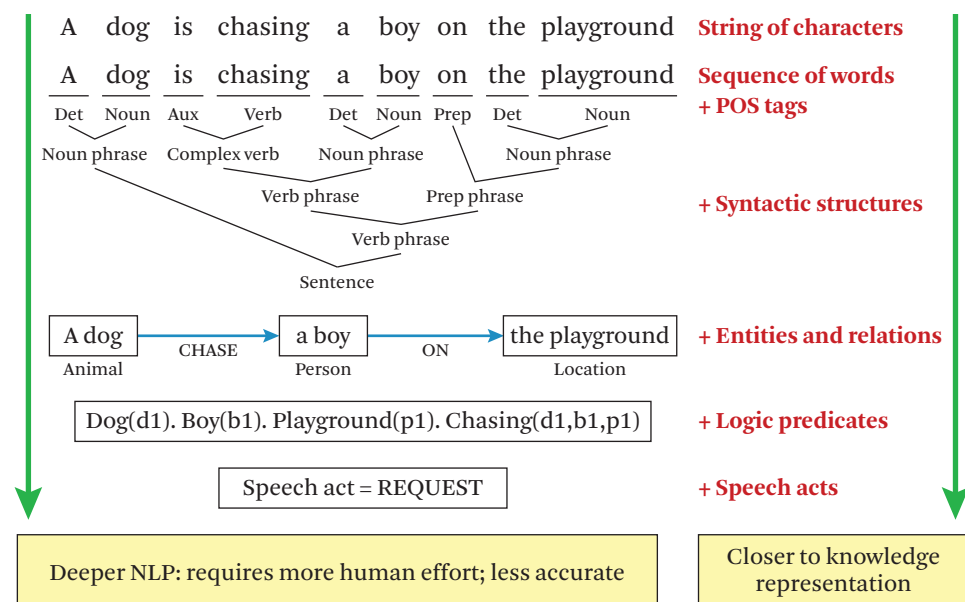 A dog is chasing a boy on the playground String of characters
A dog is chasing a boy on the playground Sequence of words
+ POS tags
Det Noun Aux Verb Det Noun Prep Det Noun
Noun phrase Complex verb Noun phrase Noun phrase
Verb phrase Prep phrase
+ Syntactic structures
Verb phrase
Sentence
A dog a boy the playground + Entities and relations
CHASE ON
Animal Person Location
Dog(d1). Boy(b1). Playground(p1). Chasing(d1,b1,p1) + Logic predicates
Speech act = REQUEST + Speech acts
Deeper NLP: requires more human effort; less accurate
Closer to knowledge
representation